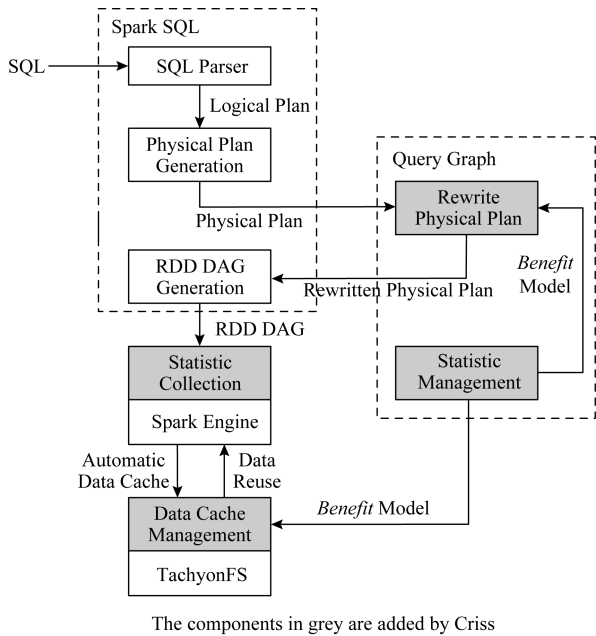 Spark SQL
SQL
SQL Parser
Logical Plan
Physical Plan
Generation
Query Graph
Physical Plan
Rewrite
Physical Plan
Benefit
Model
RDD DAG
Generation
Rewritten Physical Plan
RDD DAG
Statistic
Collection
Spark Engine
Statistic
Management
Automatic
Data Cache
Data
Reuse
Benefit Model
Data Cache
Management
TachyonFS
The components in grey are added by Criss